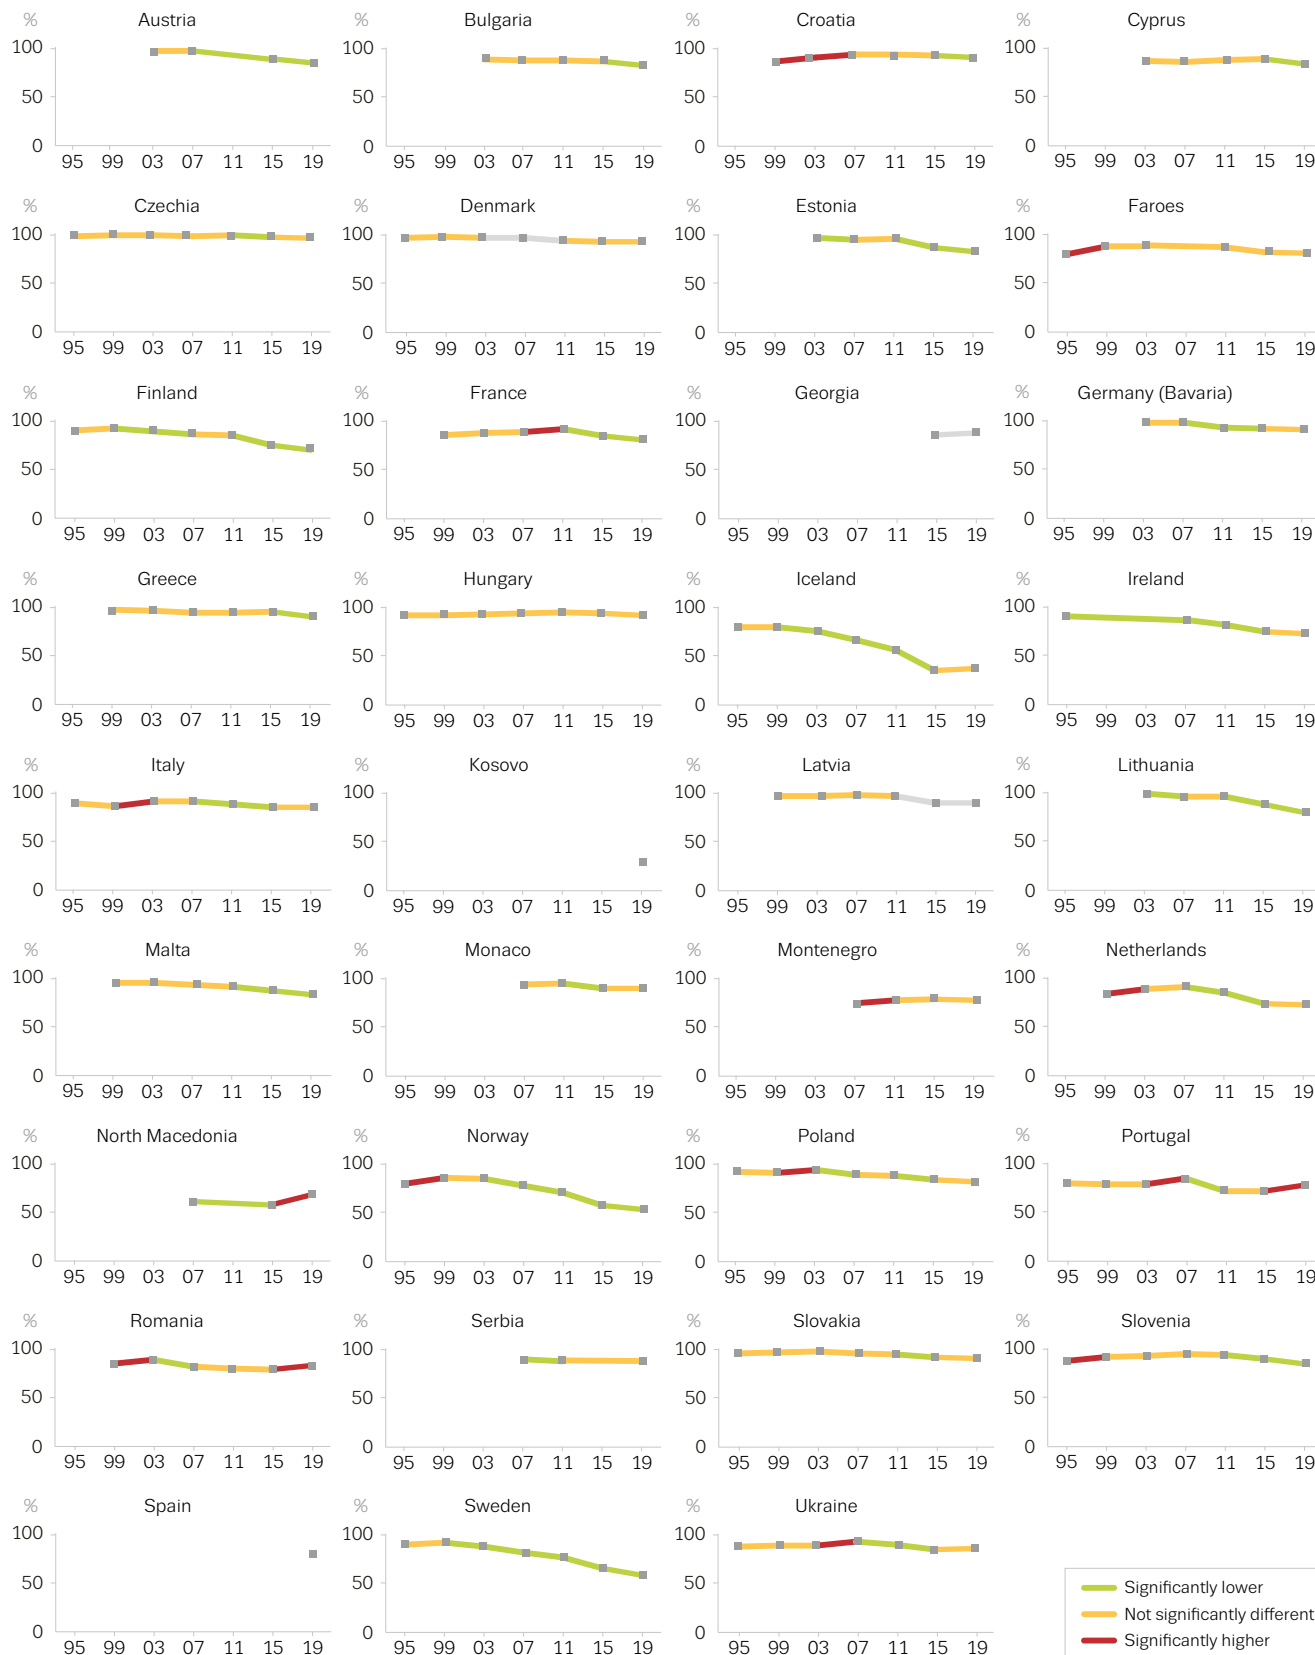 % Austria % Bulgaria % Croatia % Cyprus
100 100 100 100
50 50 50 50
0 0 0 0
95 99 03 07 11 15 19 95 99 03 07 11 15 19 95 99 03 07 11 15 19 95 99 03 07 11 15 19
% Czechia % Denmark % Estonia % Faroes
100 100 100 100
50 50 50 50
0 0 0 0
95 99 03 07 11 15 19 95 99 03 07 11 15 19 95 99 03 07 11 15 19 95 99 03 07 11 15 19
% Finland % France % Georgia % Germany (Bavaria)
100 100 100 100
50 50 50 50
0 0 0 0
95 99 03 07 11 15 19 95 99 03 07 11 15 19 95 99 03 07 11 15 19 95 99 03 07 11 15 19
% Greece % Hungary % Iceland % Ireland
100 100 100 100
50 50 50 50
0 0 0 0
95 99 03 07 11 15 19 95 99 03 07 11 15 19 95 99 03 07 11 15 19 95 99 03 07 11 15 19
% Italy % Kosovo % Latvia % Lithuania
100 100 100 100
50 50 50 50
0 0 0 0
95 99 03 07 11 15 19 95 99 03 07 11 15 19 95 99 03 07 11 15 19 95 99 03 07 11 15 19
% Malta % Monaco % Montenegro % Netherlands
100 100 100 100
50 50 50 50
0 0 0 0
95 99 03 07 11 15 19 95 99 03 07 11 15 19 95 99 03 07 11 15 19 95 99 03 07 11 15 19
% North Macedonia % Norway % Poland % Portugal
100 100 100 100
50 50 50 50
0 0 0 0
95 99 03 07 11 15 19 95 99 03 07 11 15 19 95 99 03 07 11 15 19 95 99 03 07 11 15 19
% Romania % Serbia % Slovakia % Slovenia
100 100 100 100
50 50 50 50
0 0 0 0
95 99 03 07 11 15 19 95 99 03 07 11 15 19 95 99 03 07 11 15 19 95 99 03 07 11 15 19
% Spain % Sweden % Ukraine
100 100 100
50 50 50
0 0 0
95 99 03 07 11 15 19 95 99 03 07 11 15 19 95 99 03 07 11 15 19
Significantly lower
Not significantly different
Significantly higher